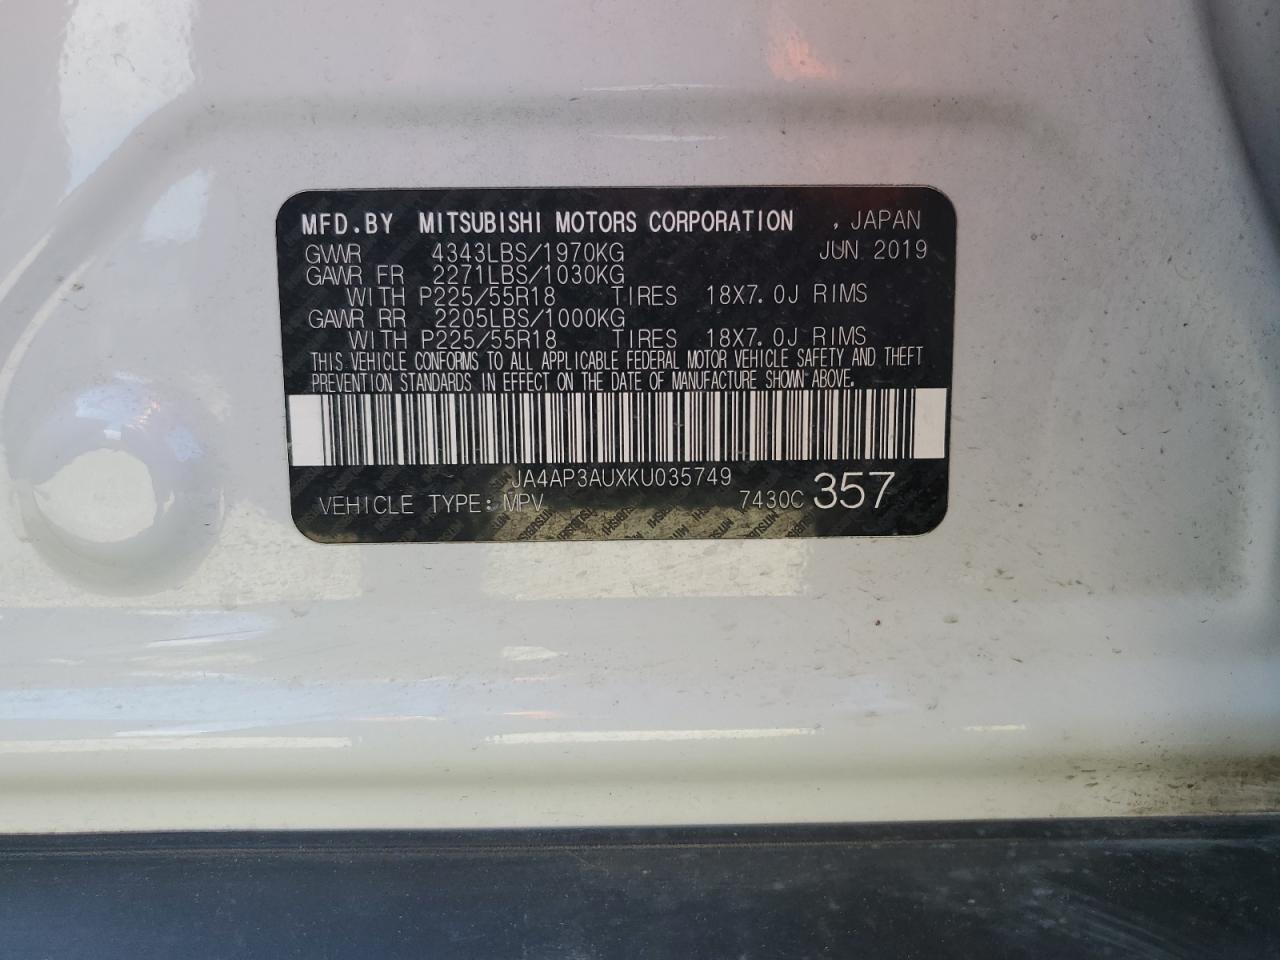 MFD.BY MITSUBISHI MOTORS CORPORATION , JAPAN
GVWR 4343LBS/1970KG JUN 2019
GAWR FR 2271LBS/1030KG
WITH P225/55R18 TIRES 18X7.0J RIMS
GAWR RR 2205LBS/1000KG
WITH P225/55R18 TIRES 18X7.0J RIMS
THIS VEHICLE CONFORMS TO ALL APPLICABLE FEDERAL MOTOR VEHICLE SAFETY AND THEFT
PREVENTION STANDARDS IN EFFECT ON THE DATE OF MANUFACTURE SHOWN ABOVE.
JA4AP3AUXKU035749
VEHICLE TYPE: MPV 7430C 357